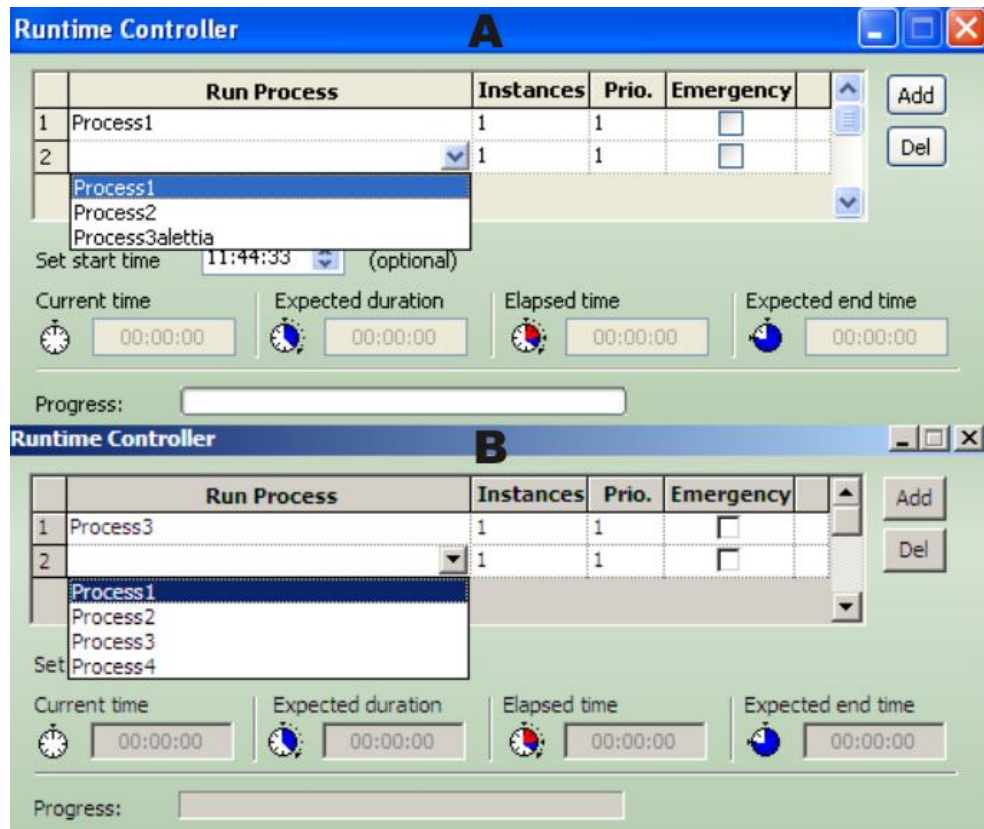 Runtime Controller A
Run Process Instances Prio. Emergency
Add
1 Process1 1 1
2 1 1
Del
Process1
Process2
Process3alettia
Set start time 11:44:33 (optional)
Current time Expected duration Elapsed time Expected end time
00:00:00 00:00:00 00:00:00 00:00:00
Progress:
Runtime Controller B
Run Process Instances Prio. Emergency
Add
1 Process3 1 1
2 1 1
Del
Process1
Process2
Process3
Set Process4
Current time Expected duration Elapsed time Expected end time
00:00:00 00:00:00 00:00:00 00:00:00
Progress: